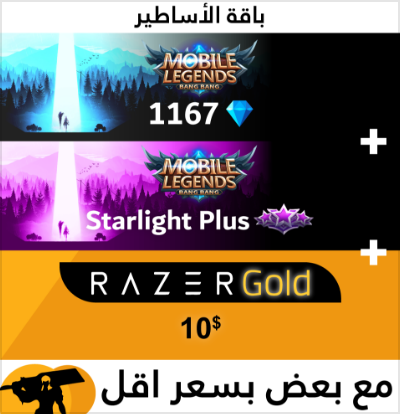 باقة الأساطير
MOBILE
LEGENDS
BANG BANG
1167
+
MOBILE
LEGENDS
BANG BANG
Starlight Plus
+
RAZER Gold
10$
مع بعض بسعر اقل